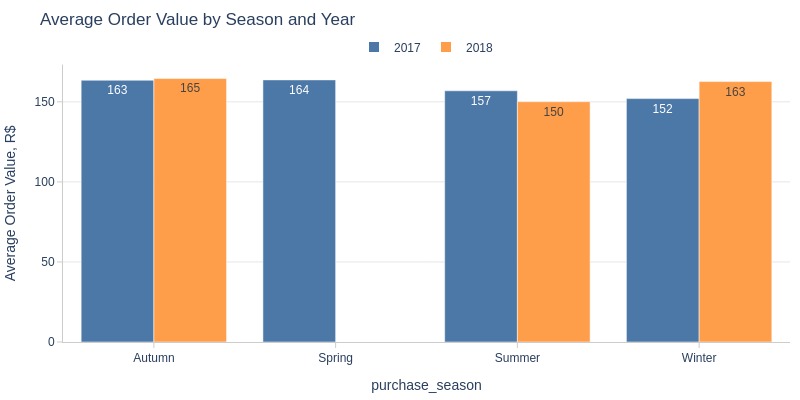 Average Order Value by Season and Year
2017 2018
Average Order Value, R$
150
100
50
0
163 165 164 157 150 152 163
Autumn Spring Summer Winter
purchase_season